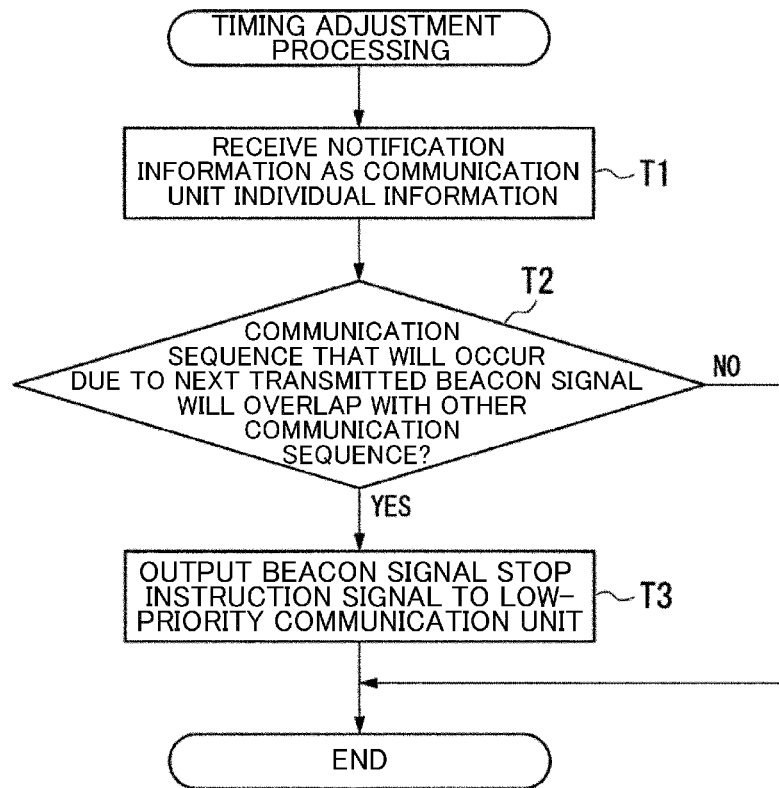 TIMING ADJUSTMENT
PROCESSING
RECEIVE NOTIFICATION
INFORMATION AS COMMUNICATION
UNIT INDIVIDUAL INFORMATION
T1
T2
COMMUNICATION
SEQUENCE THAT WILL OCCUR
DUE TO NEXT TRANSMITTED BEACON SIGNAL
WILL OVERLAP WITH OTHER
COMMUNICATION
SEQUENCE?
NO
YES
OUTPUT BEACON SIGNAL STOP
INSTRUCTION SIGNAL TO LOW-
PRIORITY COMMUNICATION UNIT
T3
END